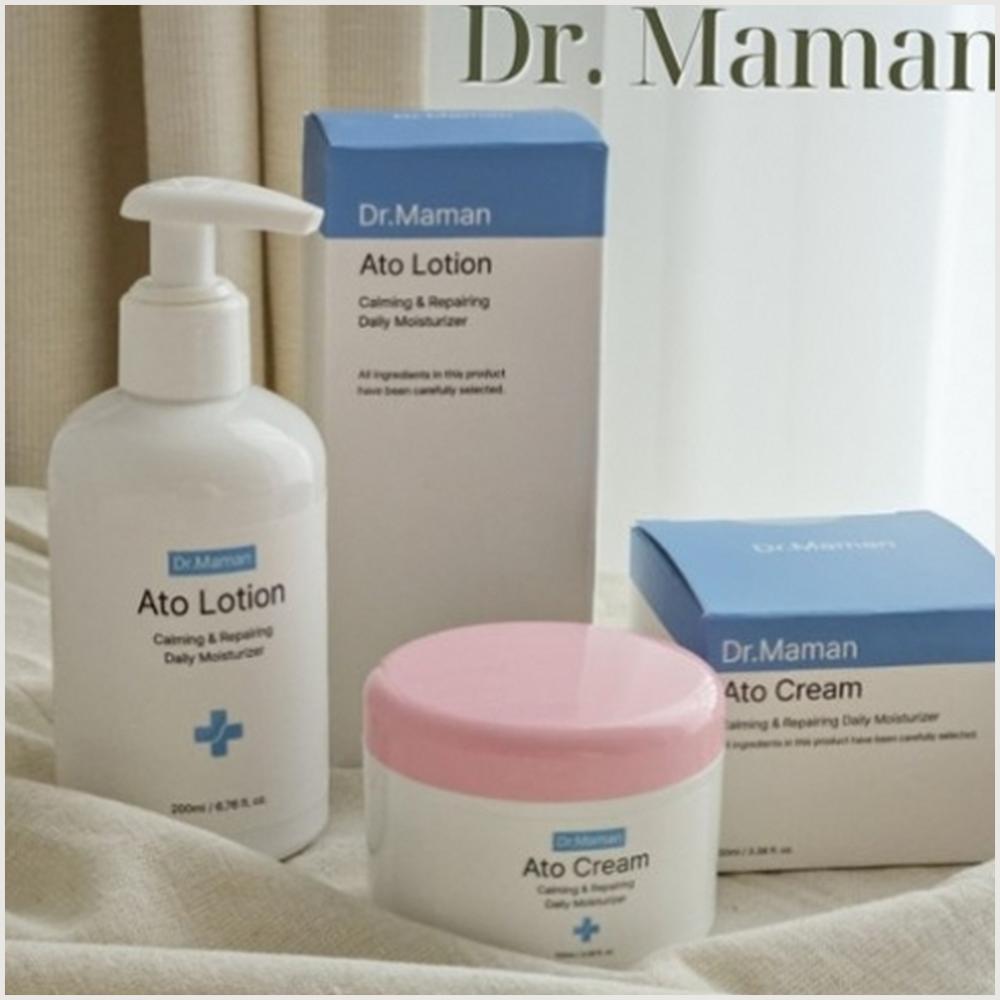 Dr. Maman
Dr.Maman
Ato Lotion
Calming & Repairing
Daily Moisturizer
All ingredients in this product
have been carefully selected.
Dr.Maman
Ato Lotion
Calming & Repairing
Daily Moisturizer
200ml / 6.76 fl. oz.
Dr.Maman
Dr.Maman
Ato Cream
Calming & Repairing Daily Moisturizer
ingredients in this product have been carefully selected.
Dr.Maman
Ato Cream
Calming & Repairing
Daily Moisturizer